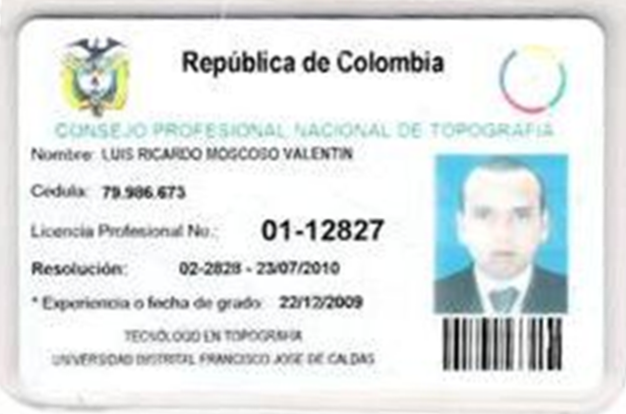 República de Colombia
CONSEJO PROFESIONAL NACIONAL DE TOPOGRAFIA
Nombre: LUIS RICARDO MOSCOSO VALENTIN
Cedula: 79.986.673
Licencia Profesional No.: 01-12827
Resolución: 02-2828 - 23/07/2010
* Experiencia o fecha de grado: 22/12/2009
TECNÓLOGO EN TOPOGRAFIA
UNIVERSIDAD DISTRITAL FRANCISCO JOSE DE CALDAS